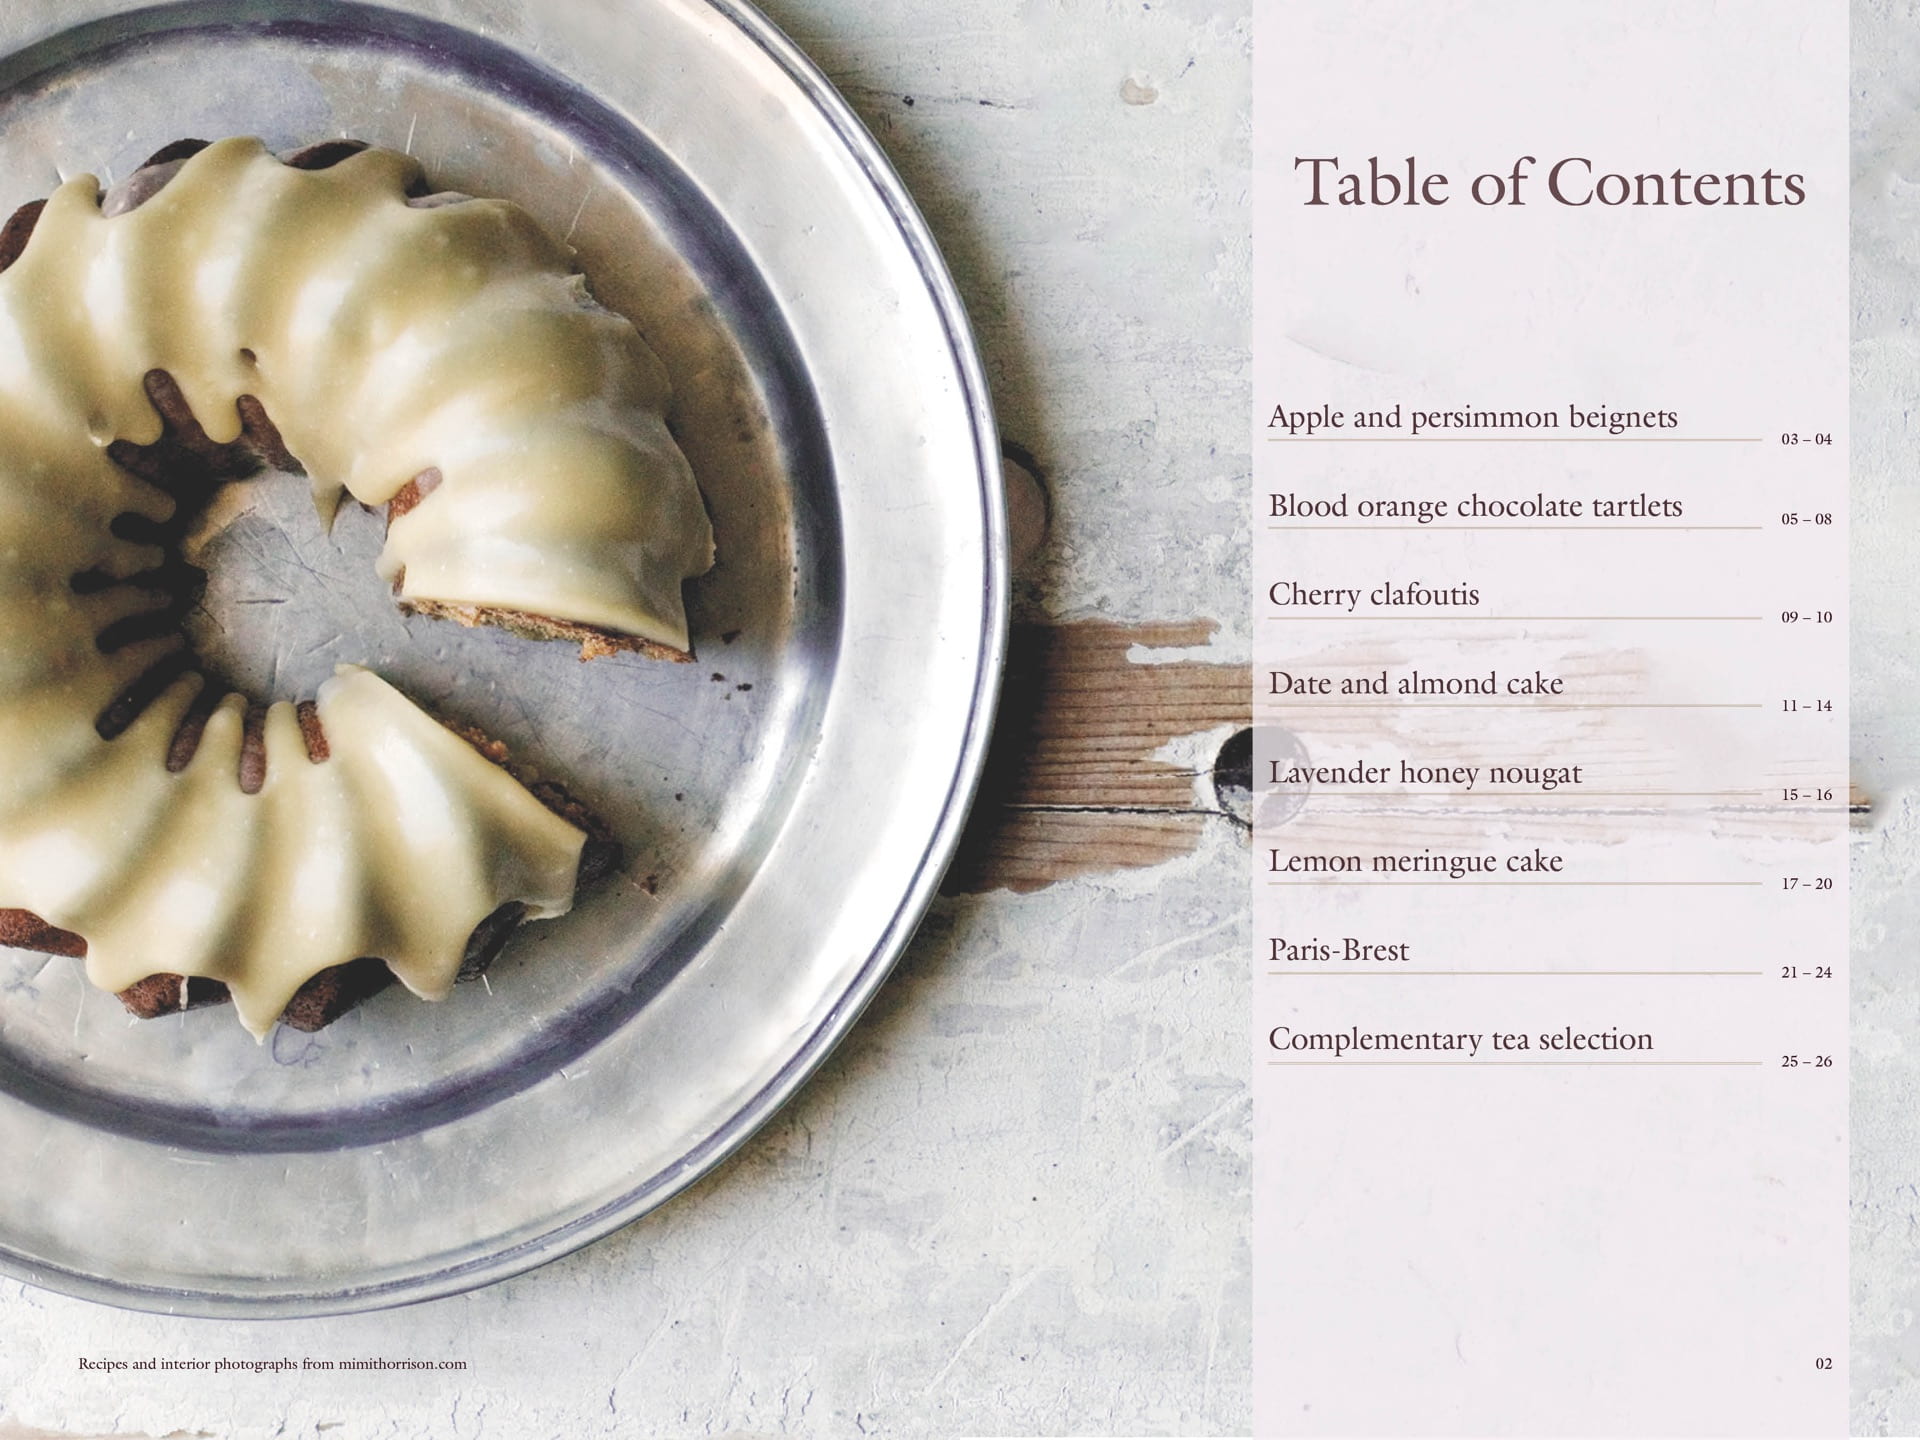 Table of Contents
Apple and persimmon beignets 03 – 04
Blood orange chocolate tartlets 05 – 08
Cherry clafoutis 09 – 10
Date and almond cake 11 – 14
Lavender honey nougat 15 – 16
Lemon meringue cake 17 – 20
Paris-Brest 21 – 24
Complementary tea selection 25 – 26
Recipes and interior photographs from mimithorrison.com
02